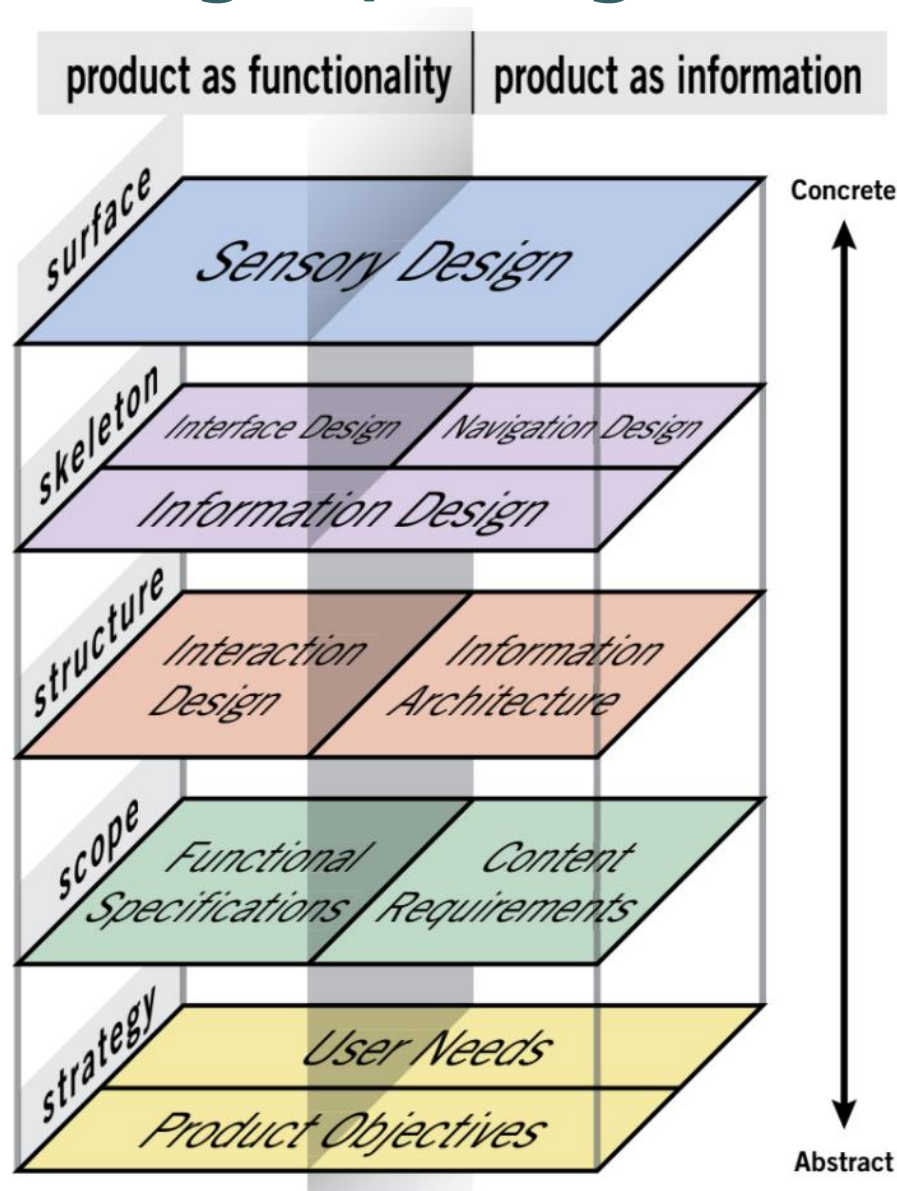 product as functionality | product as information
Concrete
surface
Sensory Design
skeleton
Interface Design
Navigation Design
Information Design
structure
Interaction
Design
Information
Architecture
scope
Functional
Specifications
Content
Requirements
strategy
User Needs
Product Objectives
Abstract